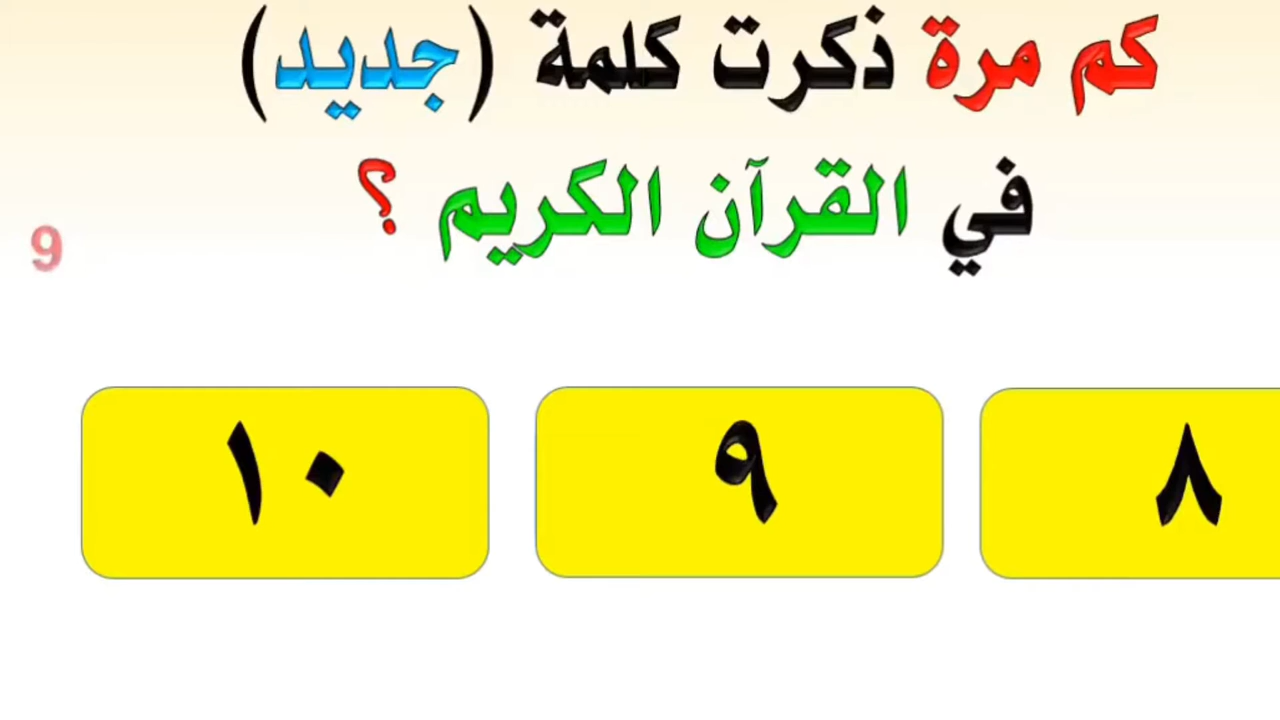 كم مرة ذكرت كلمة (جديد)
في القرآن الكريم ؟
9
٨
٩
١٠